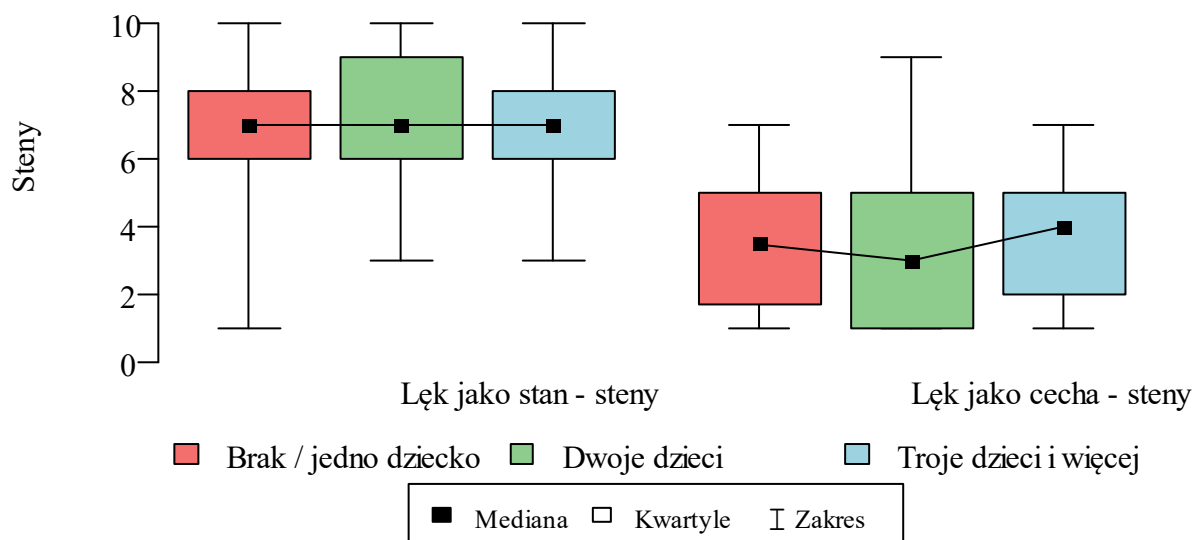 Steny
10
8
6
4
2
0
Lęk jako stan - steny
Lęk jako cecha - steny
Brak / jedno dziecko
Dwoje dzieci
Troje dzieci i więcej
Mediana
Kwartyle
Zakres